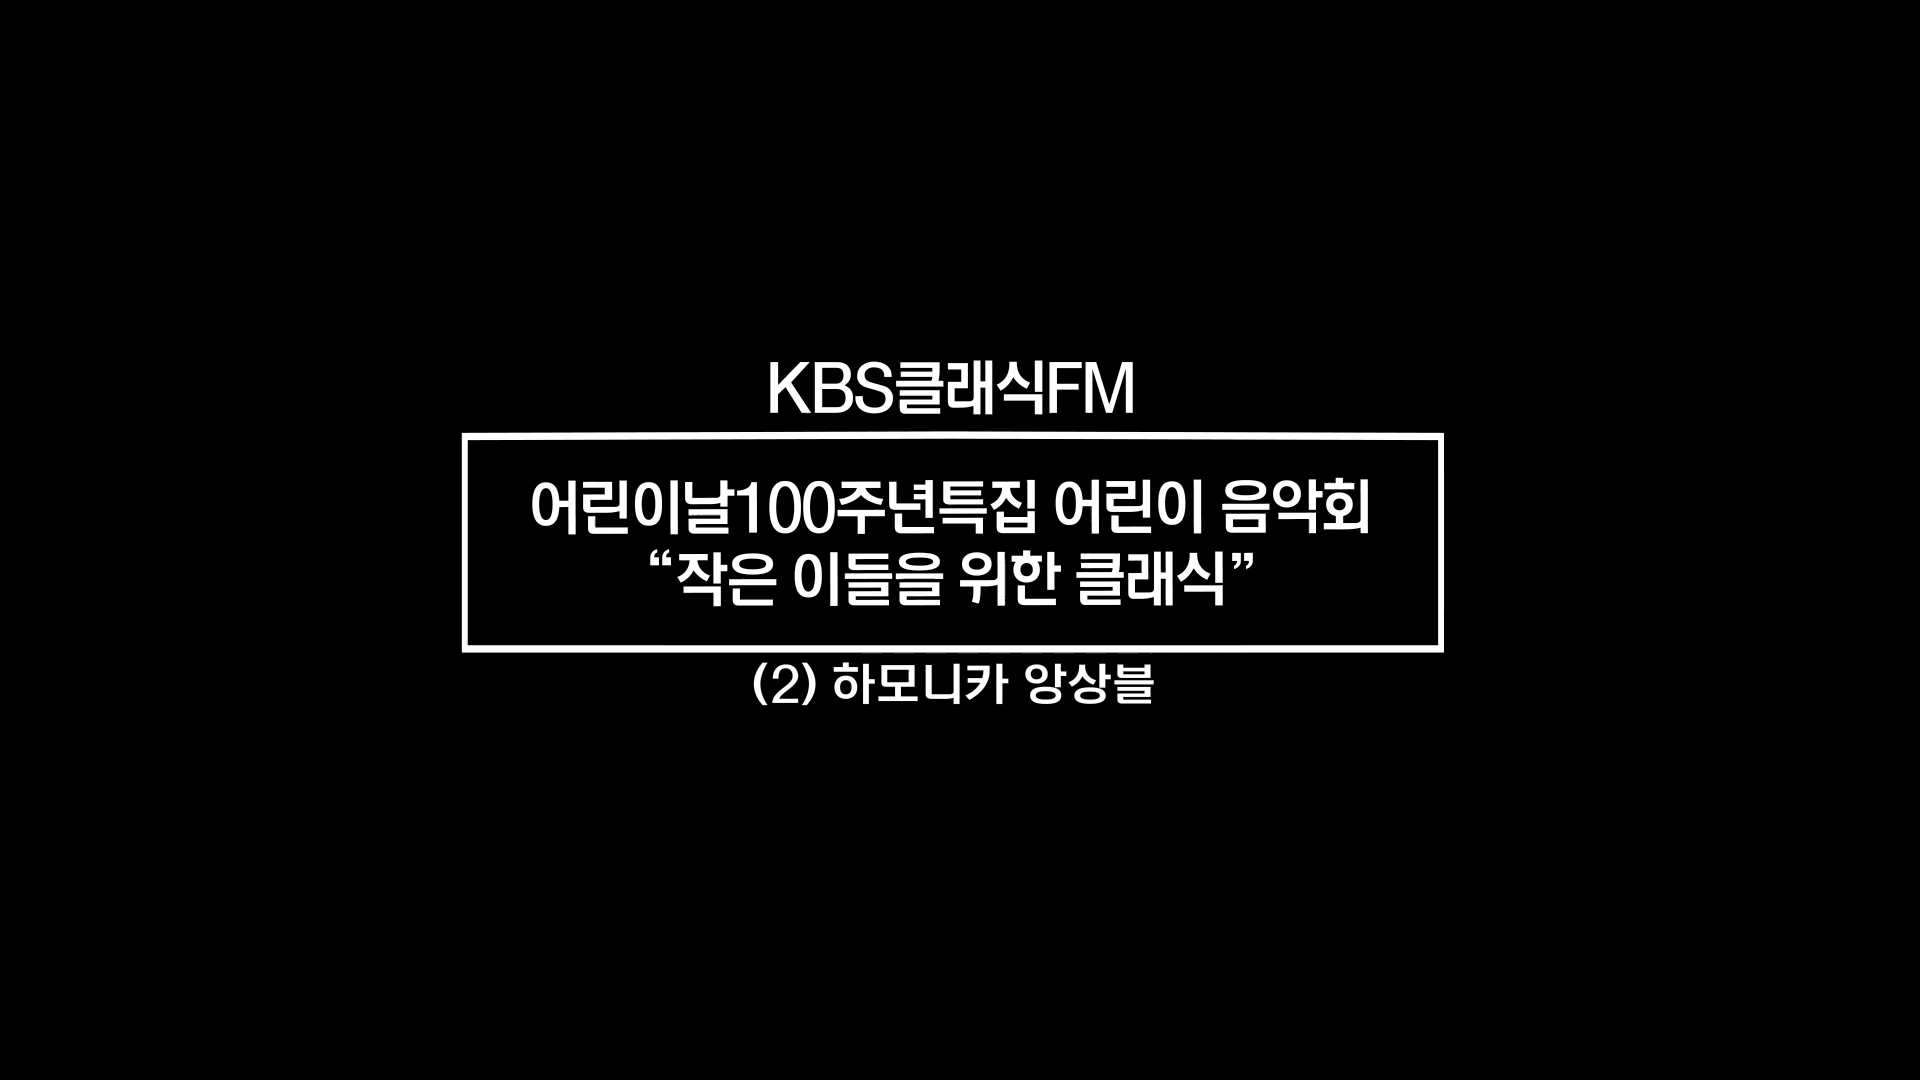 KBS클래식FM
어린이날100주년특집 어린이 음악회
“작은 이들을 위한 클래식”
(2) 하모니카 앙상블